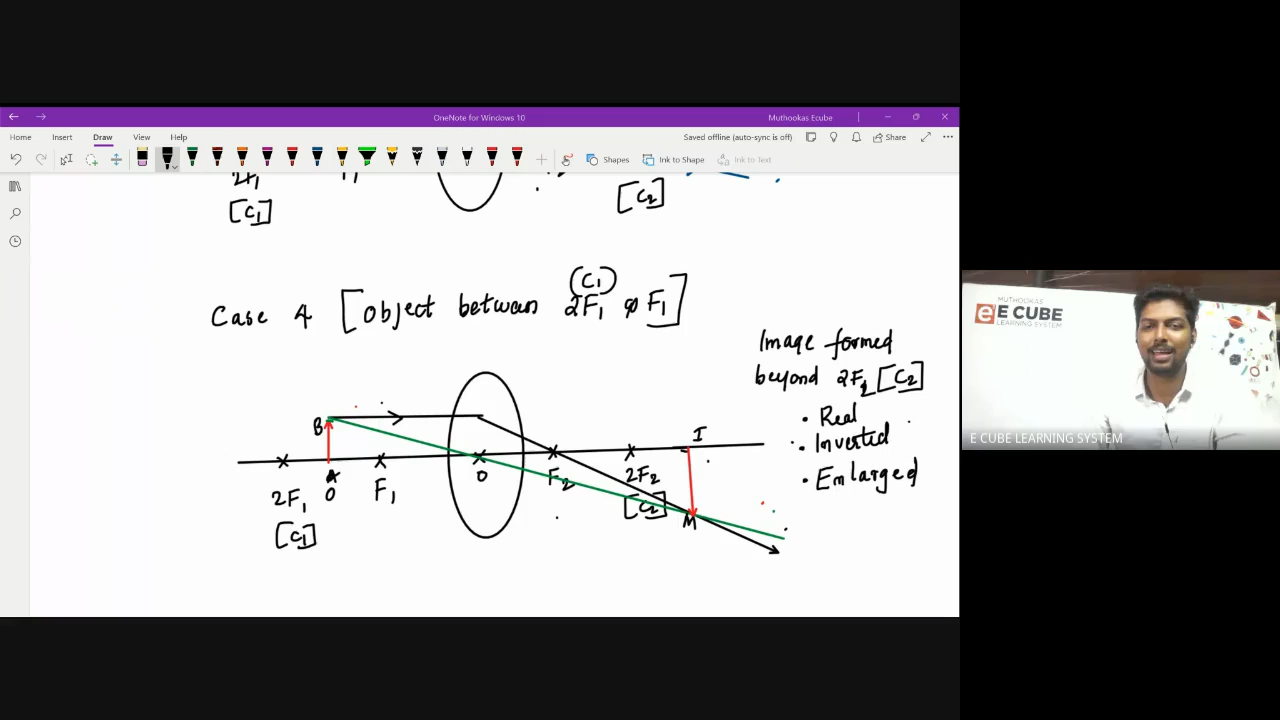 OneNote for Windows 10
Muthookas Ecube
Home Insert Draw View Help
Saved offline (auto-sync is off)
Share
Shapes
Ink to Shape
Ink to Text
2F1
[C1]
[C2]
(C1)
Case 4 [object between 2F1 & F1]
Image formed
beyond 2F2 [C2]
• Real
• Inverted
• Enlarged
B
I
A
O
F1
O
F2
2F2
2F1
[C1]
[C2]
M
MUTHOOKAS
e E CUBE
LEARNING SYSTEM
E CUBE LEARNING SYSTEM